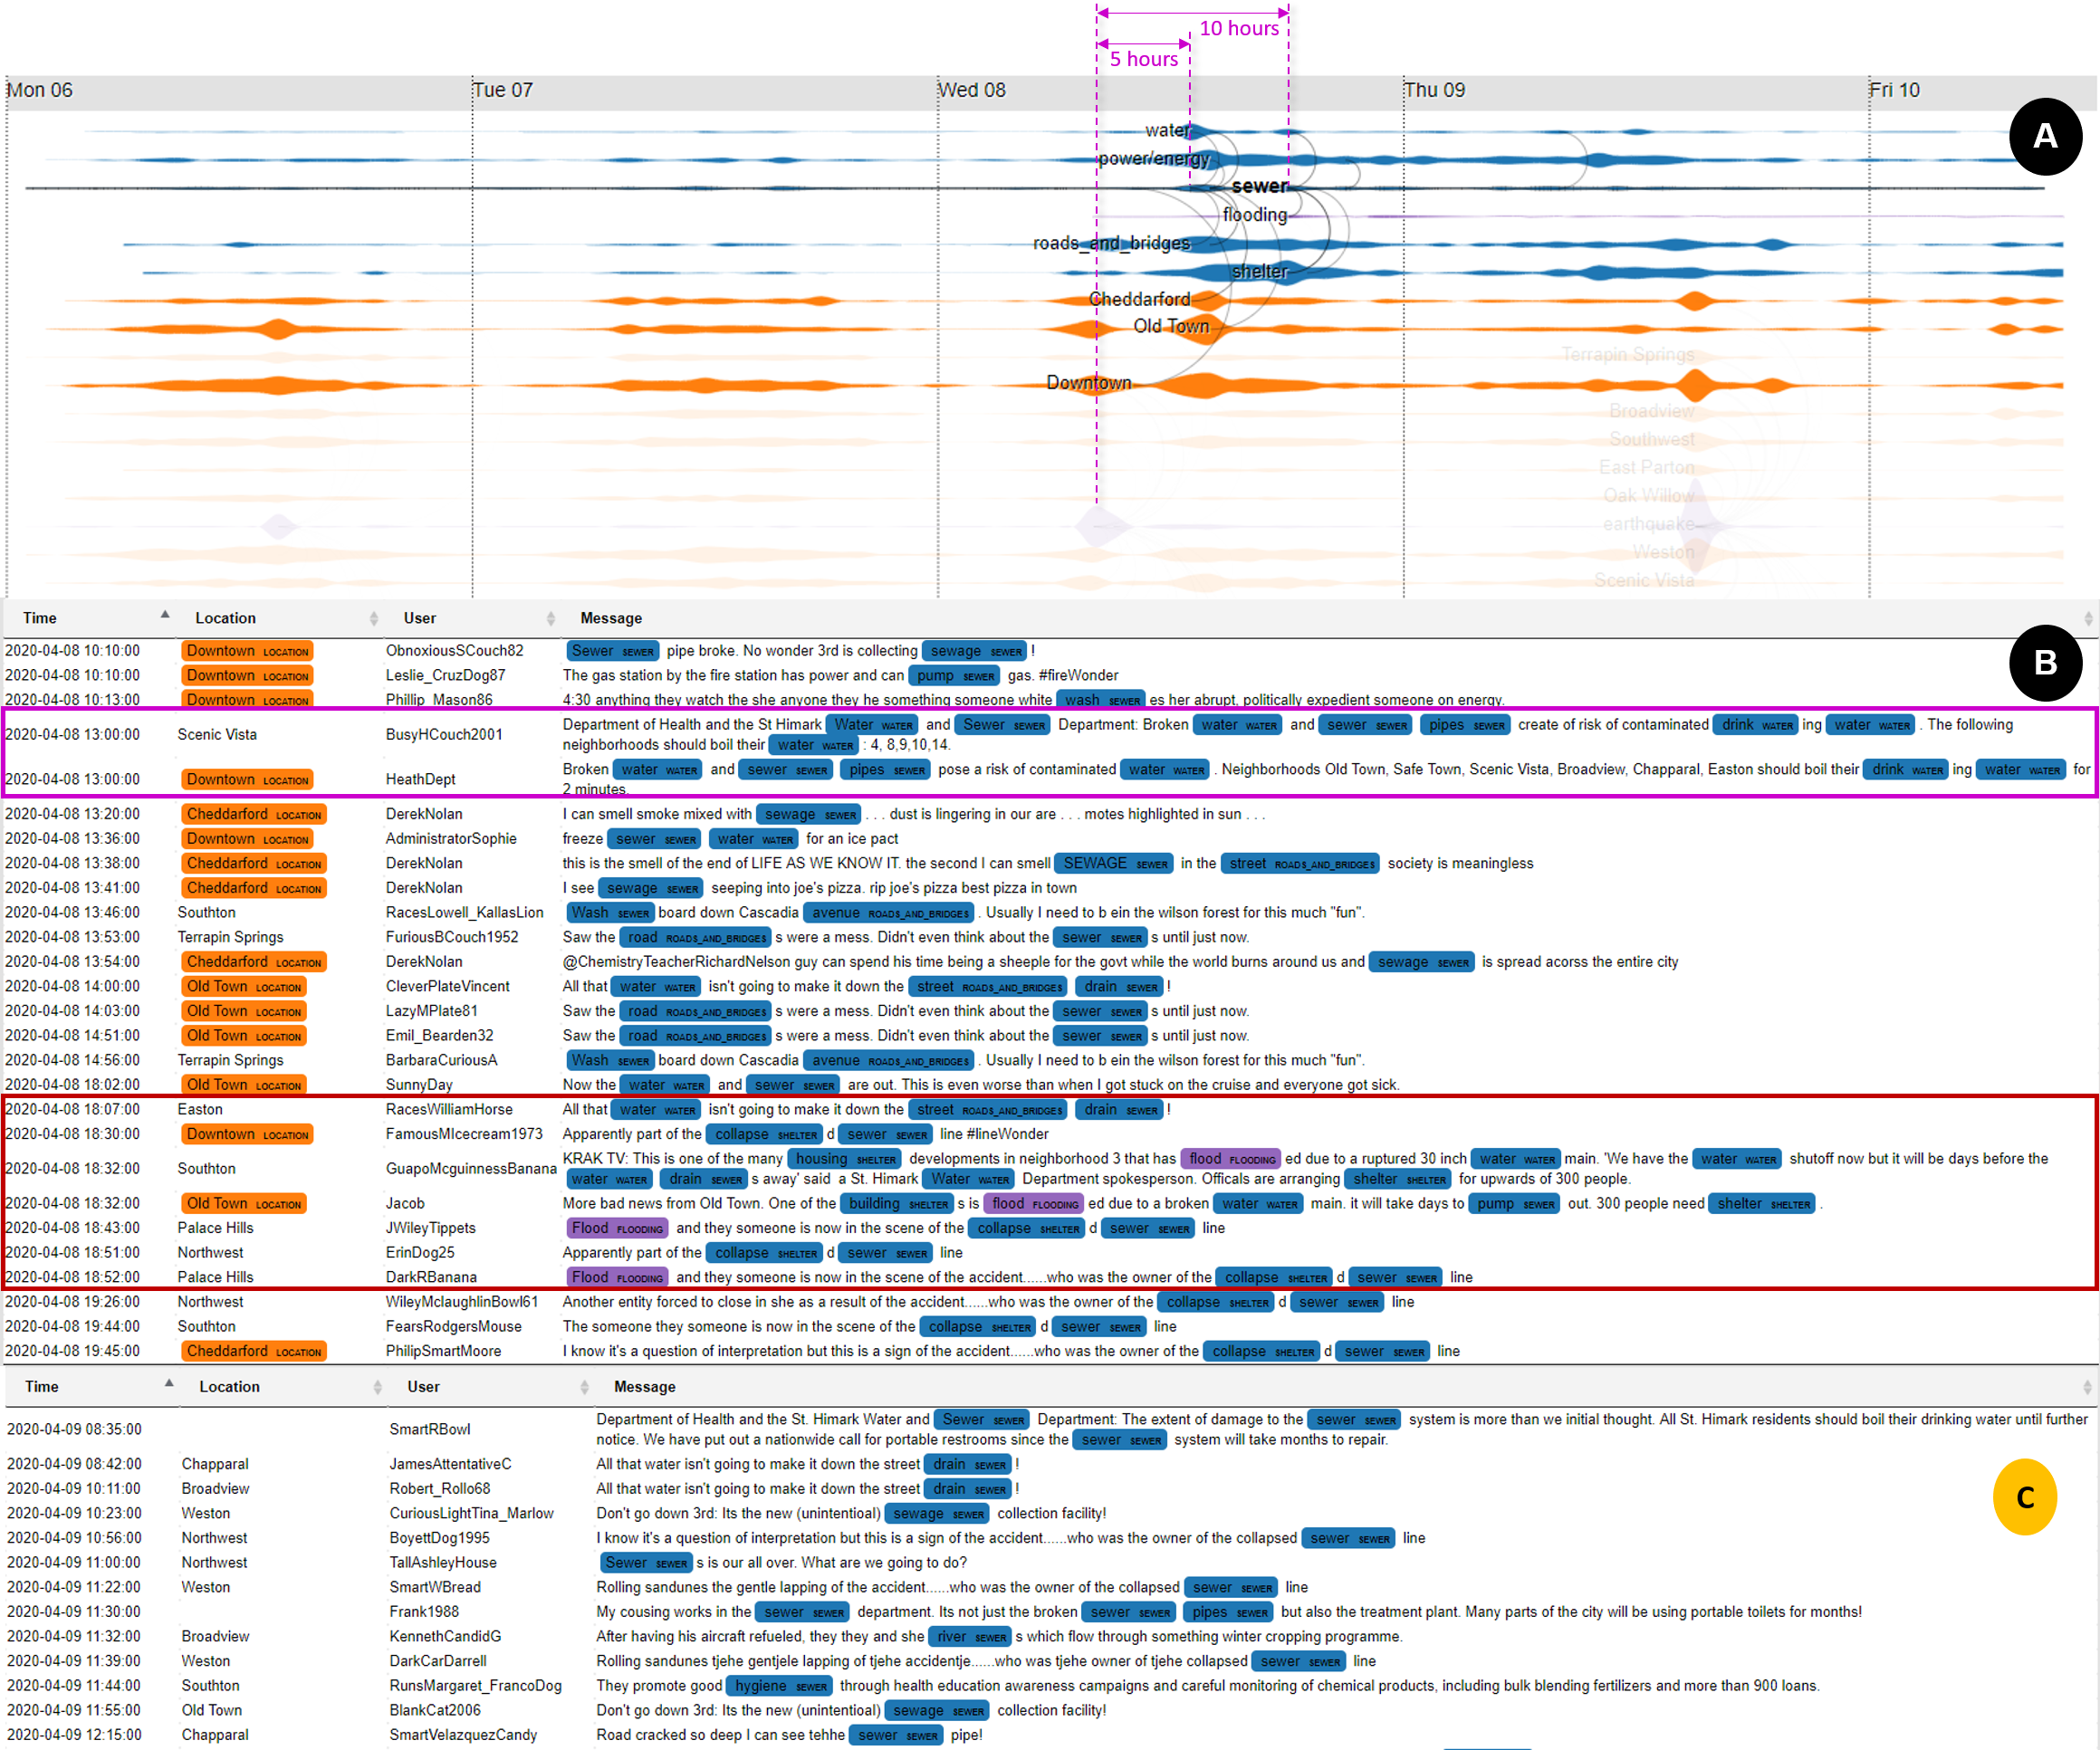 10 hours
5 hours
Mon 06 Tue 07 Wed 08 Thu 09 Fri 10
A
water
power/energy
sewer
flooding
roads_and_bridges
shelter
Cheddarford
Old Town
Terrapin Springs
Downtown
Broadview
Southwest
East Parton
Oak Willow
earthquake
Weston
Scenic Vista
Time Location User Message
B
2020-04-08 10:10:00 Downtown LOCATION ObnoxiousSCouch82 Sewer SEWER pipe broke. No wonder 3rd is collecting sewage SEWER !
2020-04-08 10:10:00 Downtown LOCATION Leslie_CruzDog87 The gas station by the fire station has power and can pump SEWER gas. #fireWonder
2020-04-08 10:13:00 Downtown LOCATION Phillip_Mason86 4:30 anything they watch the she anyone they he something someone white wash SEWER es her abrupt, politically expedient someone on energy.
2020-04-08 13:00:00 Scenic Vista BusyHCouch2001 Department of Health and the St Himark Water WATER and Sewer SEWER Department: Broken water WATER and sewer SEWER pipes SEWER create of risk of contaminated drink WATER ing water WATER . The following
neighborhoods should boil their water WATER : 4, 8,9,10,14.
2020-04-08 13:00:00 Downtown LOCATION HeathDept Broken water WATER and sewer SEWER pipes SEWER pose a risk of contaminated water WATER . Neighborhoods Old Town, Safe Town, Scenic Vista, Broadview, Chapparal, Easton should boil their drink WATER ing water WATER for
2 minutes.
2020-04-08 13:20:00 Cheddarford LOCATION DerekNolan I can smell smoke mixed with sewage SEWER . . . dust is lingering in our are . . . motes highlighted in sun . . .
2020-04-08 13:36:00 Downtown LOCATION AdministratorSophie freeze sewer SEWER water WATER for an ice pact
2020-04-08 13:38:00 Cheddarford LOCATION DerekNolan this is the smell of the end of LIFE AS WE KNOW IT. the second I can smell SEWAGE SEWER in the street ROADS_AND_BRIDGES society is meaningless
2020-04-08 13:41:00 Cheddarford LOCATION DerekNolan I see sewage SEWER seeping into joe's pizza. rip joe's pizza best pizza in town
2020-04-08 13:46:00 Southton RacesLowell_KallasLion Wash SEWER board down Cascadia avenue ROADS_AND_BRIDGES . Usually I need to b ein the wilson forest for this much "fun".
2020-04-08 13:53:00 Terrapin Springs FuriousBCouch1952 Saw the road ROADS_AND_BRIDGES s were a mess. Didn't even think about the sewer SEWER s until just now.
2020-04-08 13:54:00 Cheddarford LOCATION DerekNolan @ChemistryTeacherRichardNelson guy can spend his time being a sheeple for the govt while the world burns around us and sewage SEWER is spread acorss the entire city
2020-04-08 14:00:00 Old Town LOCATION CleverPlateVincent All that water WATER isn't going to make it down the street ROADS_AND_BRIDGES drain SEWER !
2020-04-08 14:03:00 Old Town LOCATION LazyMPlate81 Saw the road ROADS_AND_BRIDGES s were a mess. Didn't even think about the sewer SEWER s until just now.
2020-04-08 14:51:00 Old Town LOCATION Emil_Bearden32 Saw the road ROADS_AND_BRIDGES s were a mess. Didn't even think about the sewer SEWER s until just now.
2020-04-08 14:56:00 Terrapin Springs BarbaraCuriousA Wash SEWER board down Cascadia avenue ROADS_AND_BRIDGES . Usually I need to b ein the wilson forest for this much "fun".
2020-04-08 18:02:00 Old Town LOCATION SunnyDay Now the water WATER and sewer SEWER are out. This is even worse than when I got stuck on the cruise and everyone got sick.
2020-04-08 18:07:00 Easton RacesWilliamHorse All that water WATER isn't going to make it down the street ROADS_AND_BRIDGES drain SEWER !
2020-04-08 18:30:00 Downtown LOCATION FamousMIcecream1973 Apparently part of the collapse SHELTER d sewer SEWER line #lineWonder
2020-04-08 18:32:00 Southton GuapoMcguinnessBanana KRAK TV: This is one of the many housing SHELTER developments in neighborhood 3 that has flood FLOODING ed due to a ruptured 30 inch water WATER main. 'We have the water WATER shutoff now but it will be days before the
water WATER drain SEWER s away' said a St. Himark Water WATER Department spokesperson. Officals are arranging shelter SHELTER for upwards of 300 people.
2020-04-08 18:32:00 Old Town LOCATION Jacob More bad news from Old Town. One of the building SHELTER s is flood FLOODING ed due to a broken water WATER main. it will take days to pump SEWER out. 300 people need shelter SHELTER .
2020-04-08 18:43:00 Palace Hills JWileyTippets Flood FLOODING and they someone is now in the scene of the collapse SHELTER d sewer SEWER line
2020-04-08 18:51:00 Northwest ErinDog25 Apparently part of the collapse SHELTER d sewer SEWER line
2020-04-08 18:52:00 Palace Hills DarkRBanana Flood FLOODING and they someone is now in the scene of the accident......who was the owner of the collapse SHELTER d sewer SEWER line
2020-04-08 19:26:00 Northwest WileyMclaughlinBowl61 Another entity forced to close in she as a result of the accident......who was the owner of the collapse SHELTER d sewer SEWER line
2020-04-08 19:44:00 Southton FearsRodgersMouse The someone they someone is now in the scene of the collapse SHELTER d sewer SEWER line
2020-04-08 19:45:00 Cheddarford LOCATION PhilipSmartMoore I know it's a question of interpretation but this is a sign of the accident......who was the owner of the collapse SHELTER d sewer SEWER line
Time Location User Message
2020-04-09 08:35:00 SmartRBowl Department of Health and the St. Himark Water and Sewer SEWER Department: The extent of damage to the sewer SEWER system is more than we initial thought. All St. Himark residents should boil their drinking water until further
notice. We have put out a nationwide call for portable restrooms since the sewer SEWER system will take months to repair.
2020-04-09 08:42:00 Chapparal JamesAttentativeC All that water isn't going to make it down the street drain SEWER !
2020-04-09 10:11:00 Broadview Robert_Rollo68 All that water isn't going to make it down the street drain SEWER !
C
2020-04-09 10:23:00 Weston CuriousLightTina_Marlow Don't go down 3rd: Its the new (unintentioal) sewage SEWER collection facility!
2020-04-09 10:56:00 Northwest BoyettDog1995 I know it's a question of interpretation but this is a sign of the accident......who was the owner of the collapsed sewer SEWER line
2020-04-09 11:00:00 Northwest TallAshleyHouse Sewer SEWER s is our all over. What are we going to do?
2020-04-09 11:22:00 Weston SmartWBread Rolling sandunes the gentle lapping of the accident......who was the owner of the collapsed sewer SEWER line
2020-04-09 11:30:00 Frank1988 My cousing works in the sewer SEWER department. Its not just the broken sewer SEWER pipes SEWER but also the treatment plant. Many parts of the city will be using portable toilets for months!
2020-04-09 11:32:00 Broadview KennethCandidG After having his aircraft refueled, they they and she river SEWER s which flow through something winter cropping programme.
2020-04-09 11:39:00 Weston DarkCarDarrell Rolling sandunes tjehe gentjele lapping of tjehe accidentje......who was tjehe owner of tjehe collapsed sewer SEWER line
2020-04-09 11:44:00 Southton RunsMargaret_FrancoDog They promote good hygiene SEWER through health education awareness campaigns and careful monitoring of chemical products, including bulk blending fertilizers and more than 900 loans.
2020-04-09 11:55:00 Old Town BlankCat2006 Don't go down 3rd: Its the new (unintentioal) sewage SEWER collection facility!
2020-04-09 12:15:00 Chapparal SmartVelazquezCandy Road cracked so deep I can see tehhe sewer SEWER pipe!